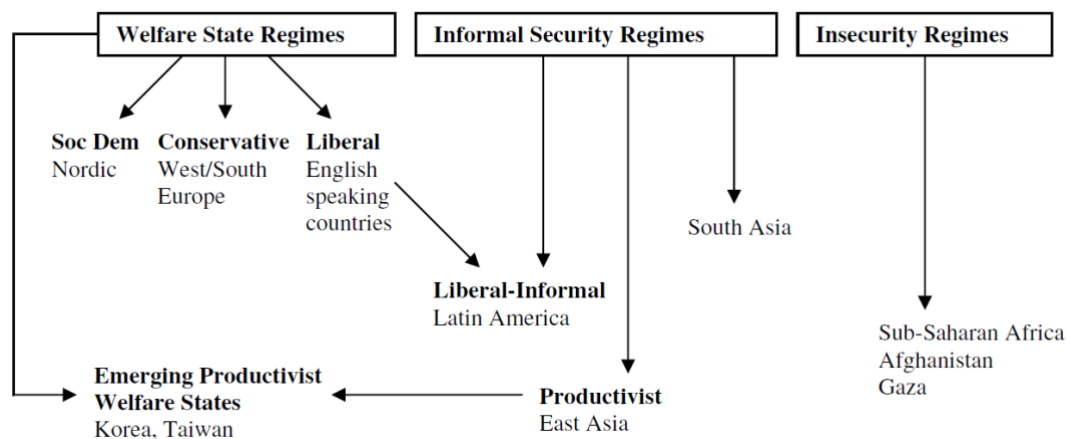 Welfare State Regimes
Informal Security Regimes
Insecurity Regimes
Soc Dem
Nordic
Conservative
West/South
Europe
Liberal
English
speaking
countries
South Asia
Liberal-Informal
Latin America
Sub-Saharan Africa
Afghanistan
Gaza
Emerging Productivist
Welfare States
Korea, Taiwan
Productivist
East Asia